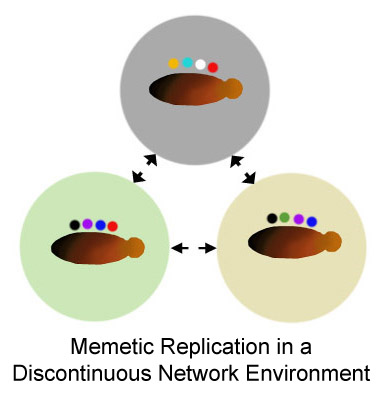 Memetic Replication in a
Discontinuous Network Environment